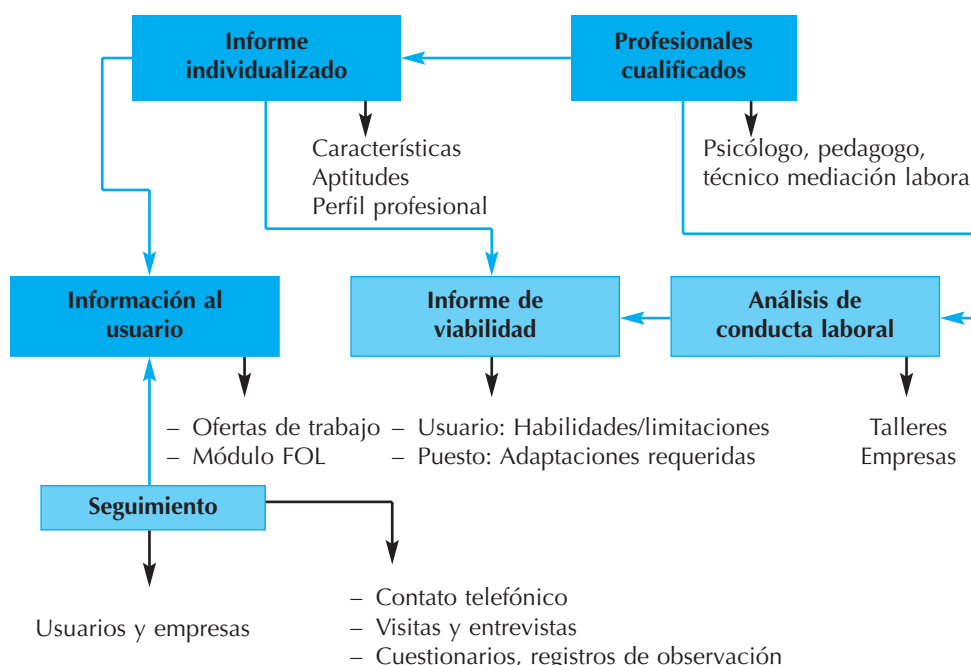 Informe
individualizado
Profesionales
cualificados
Características
Aptitudes
Perfil profesional
Psicólogo, pedagogo,
técnico mediación labora
Información al
usuario
Informe de
viabilidad
Análisis de
conducta laboral
– Ofertas de trabajo
– Módulo FOL
– Usuario: Habilidades/limitaciones
– Puesto: Adaptaciones requeridas
Talleres
Empresas
Seguimiento
Usuarios y empresas
– Contato telefónico
– Visitas y entrevistas
– Cuestionarios, registros de observación